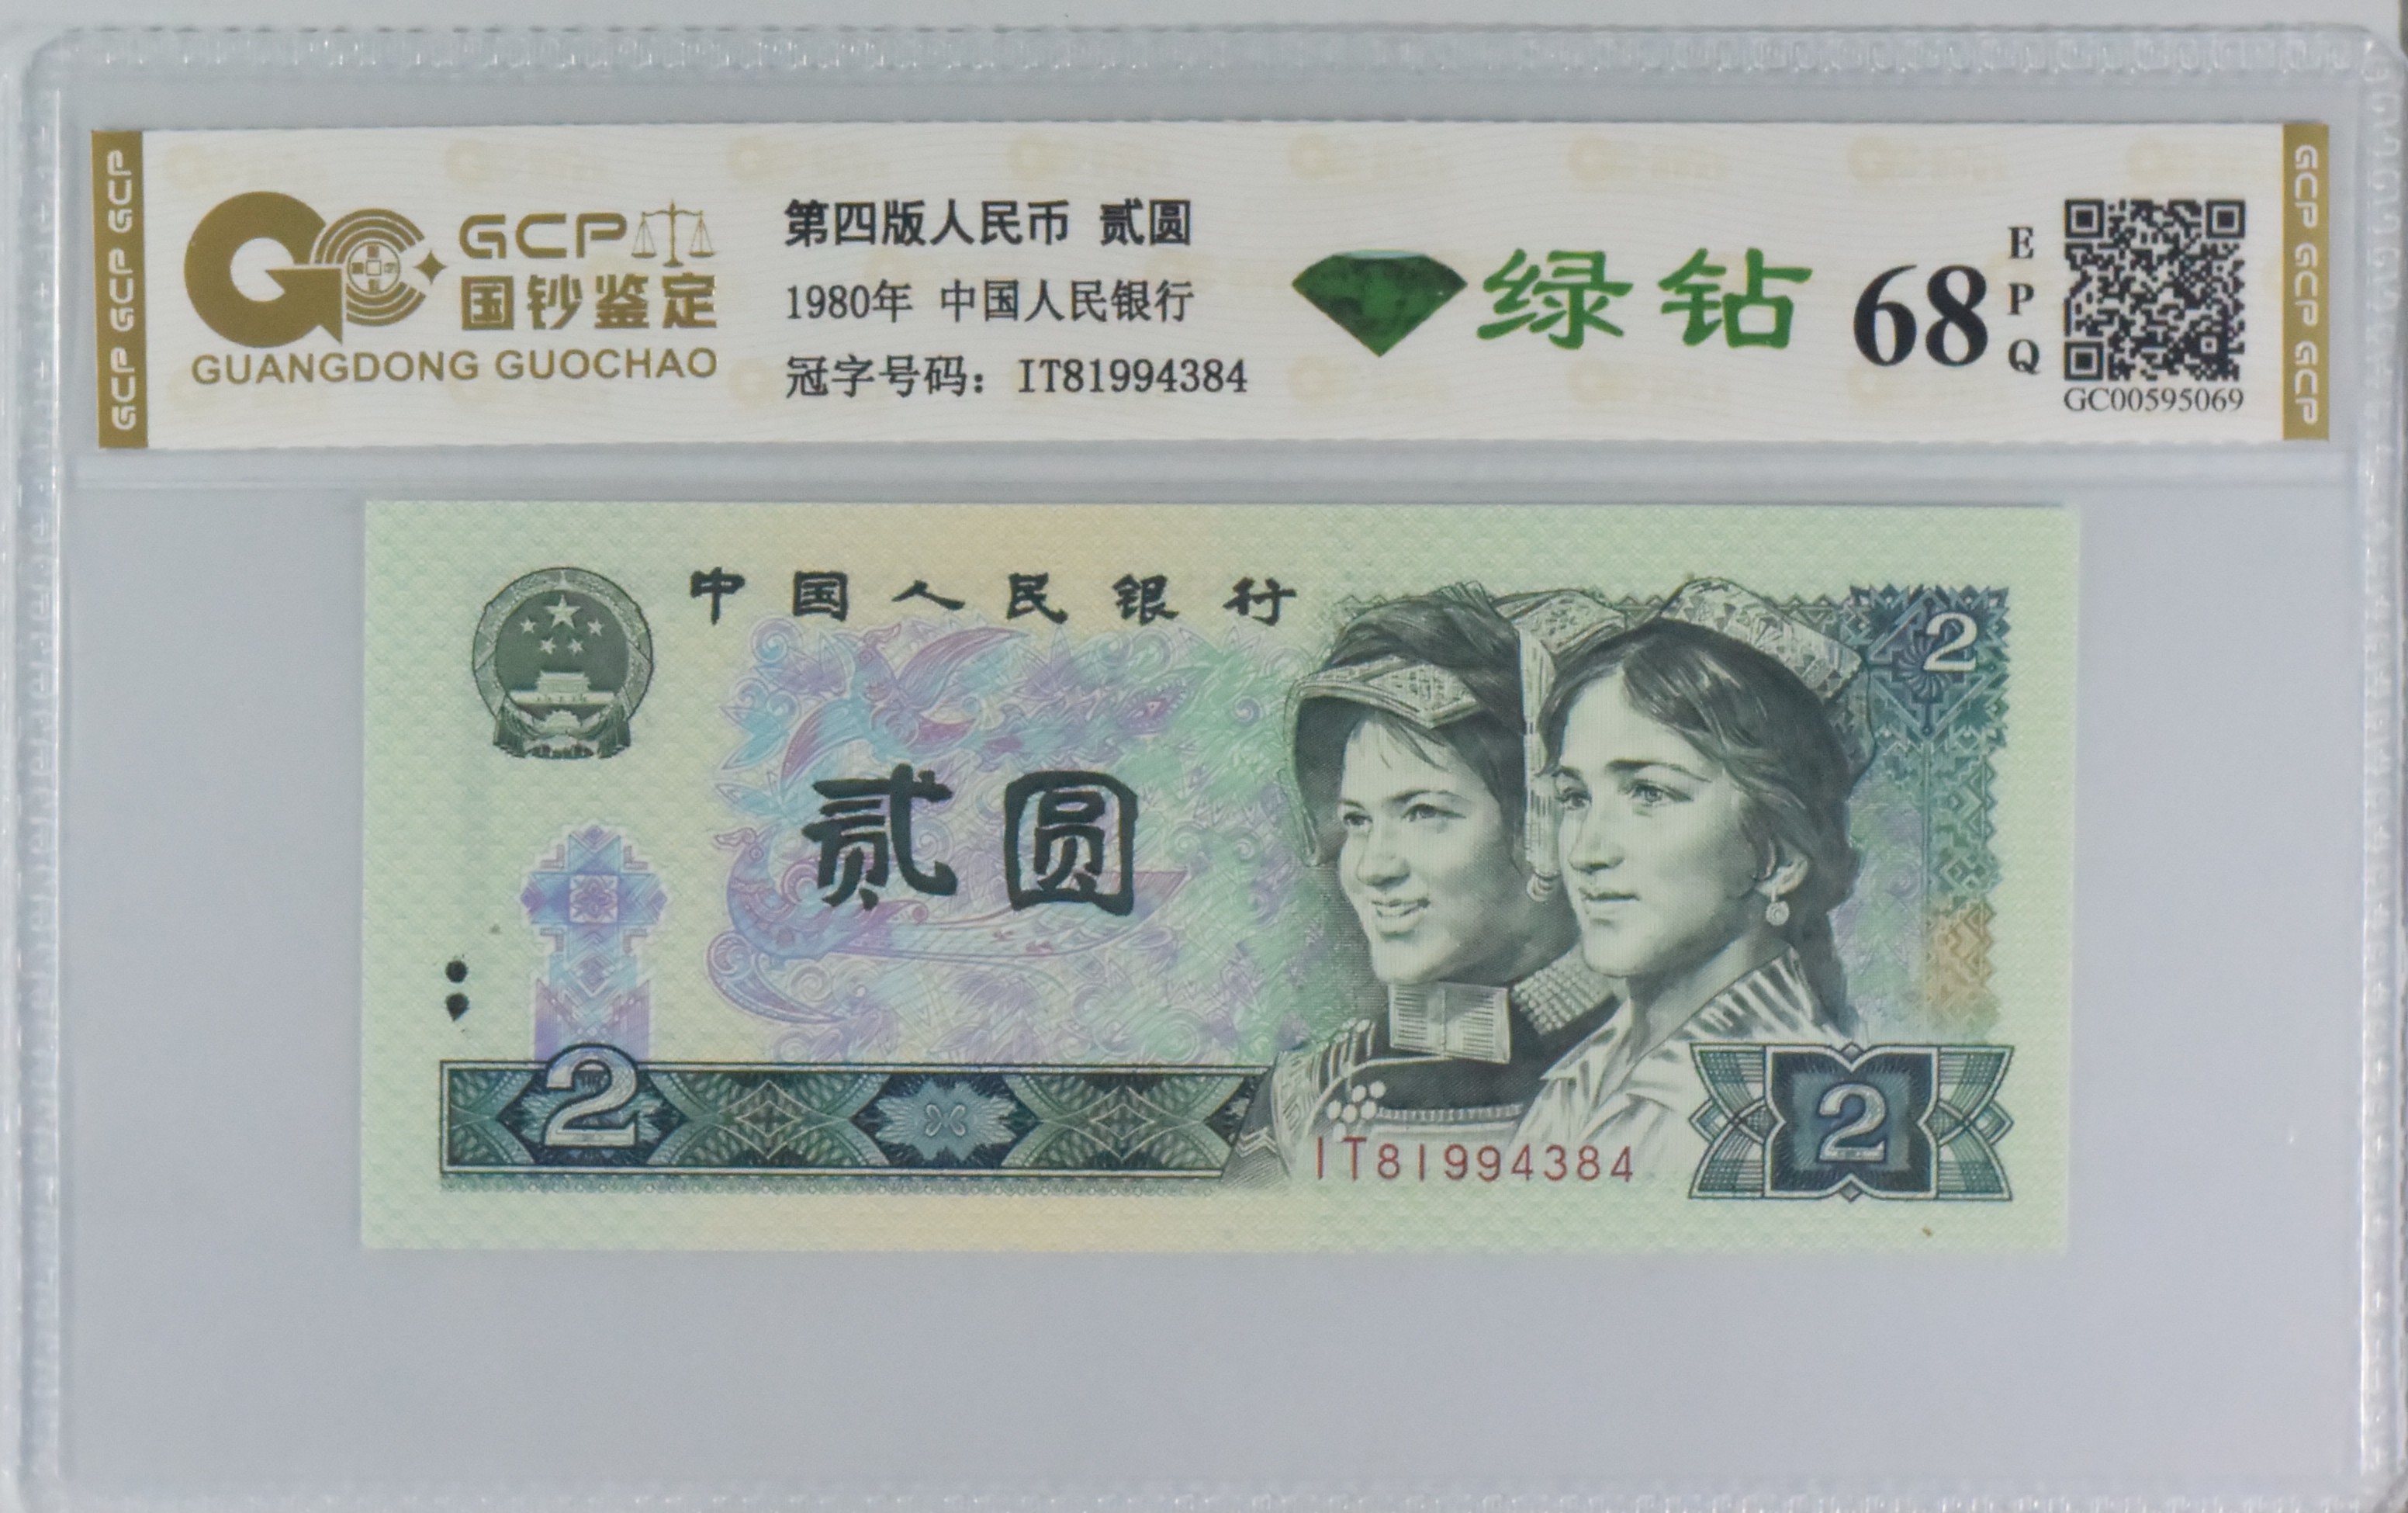 GCP GCP GCP
GCP
国钞鉴定
GUANGDONG GUOCHAO
第四版人民币 贰圆
1980年 中国人民银行
冠字号码：IT81994384
绿钻
68
EPQ
GC00595069
GCP GCP GCP
中国人民银行
2
贰圆
2
IT81994384
2